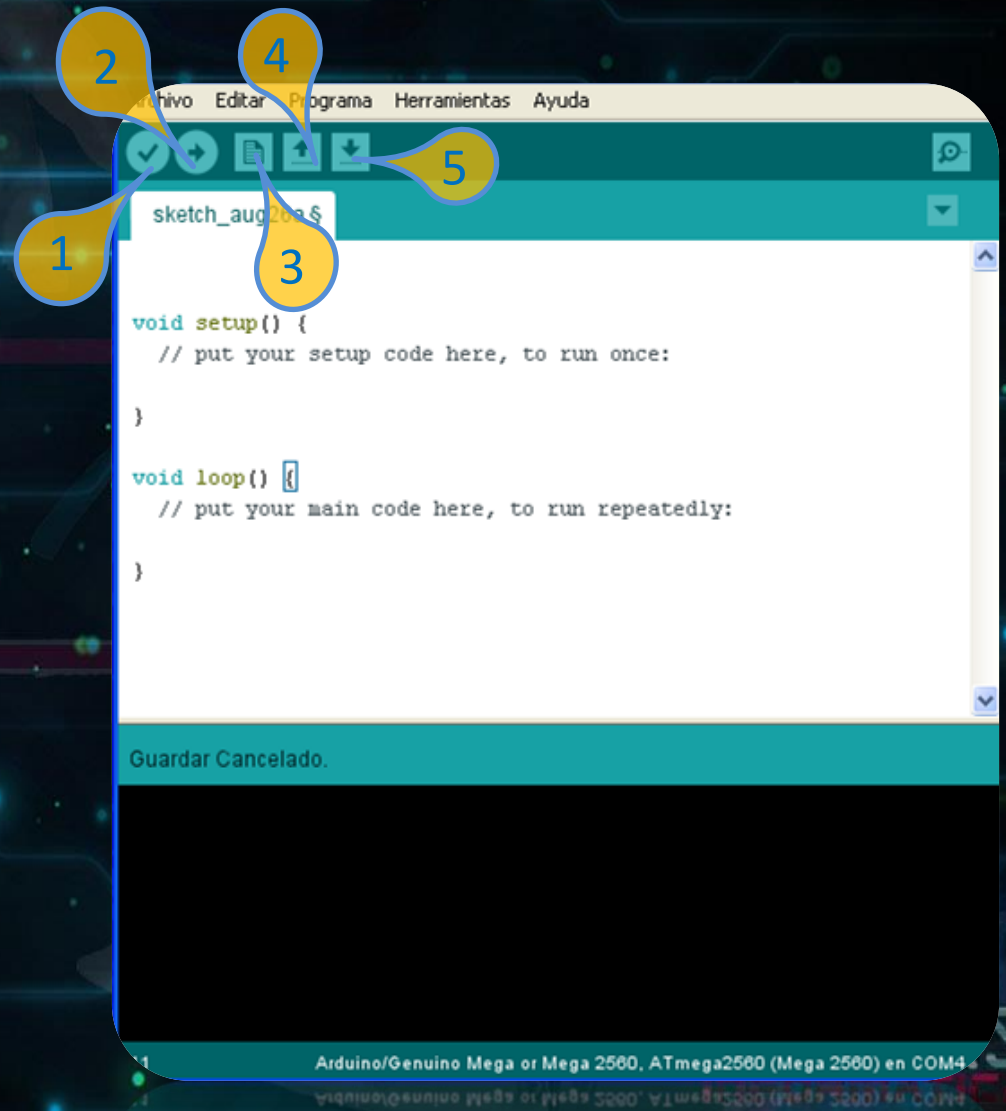 2
4
Archivo Editar Programa Herramientas Ayuda
5
sketch_aug26a §
1
3
void setup() {
// put your setup code here, to run once:
}
void loop() {
// put your main code here, to run repeatedly:
}
Guardar Cancelado.
Arduino/Genuino Mega or Mega 2560, ATmega2560 (Mega 2560) en COM4